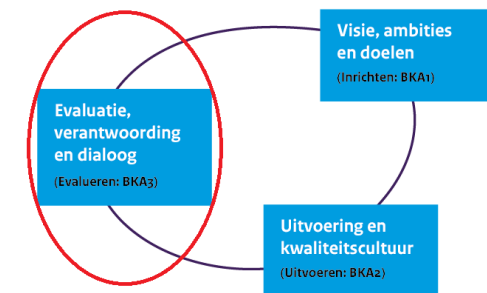 Visie, ambities
en doelen
(Inrichten: BKA1)
Evaluatie,
verantwoording
en dialoog
(Evalueren: BKA3)
Uitvoering en
kwaliteitscultuur
(Uitvoeren: BKA2)